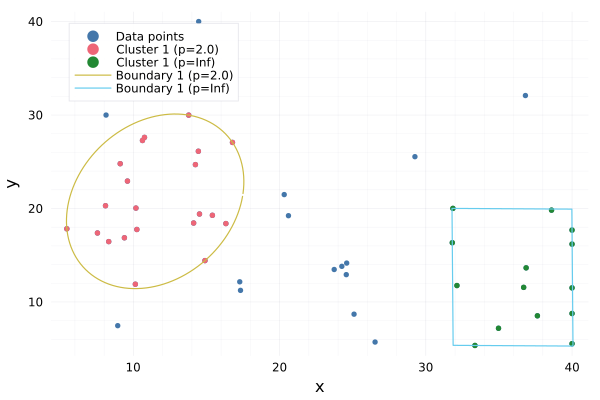 40
30
20
10
y
Data points
Cluster 1 (p=2.0)
Cluster 1 (p=Inf)
Boundary 1 (p=2.0)
Boundary 1 (p=Inf)
10 20 30 40
x